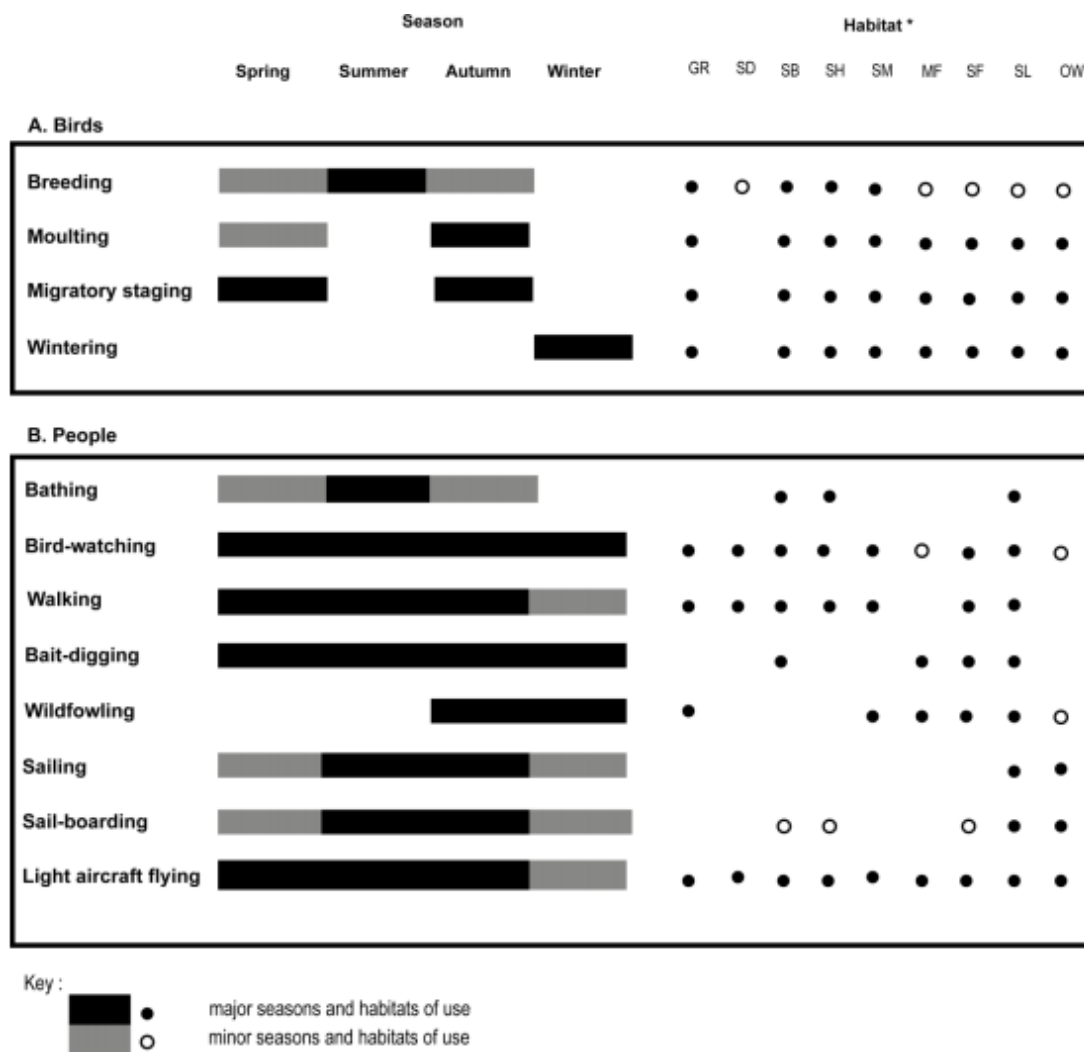 Season
Habitat *
Spring Summer Autumn Winter GR SD SB SH SM MF SF SL OW
A. Birds
Breeding
Moulting
Migratory staging
Wintering
B. People
Bathing
Bird-watching
Walking
Bait-digging
Wildfowling
Sailing
Sail-boarding
Light aircraft flying
Key :
major seasons and habitats of use
minor seasons and habitats of use